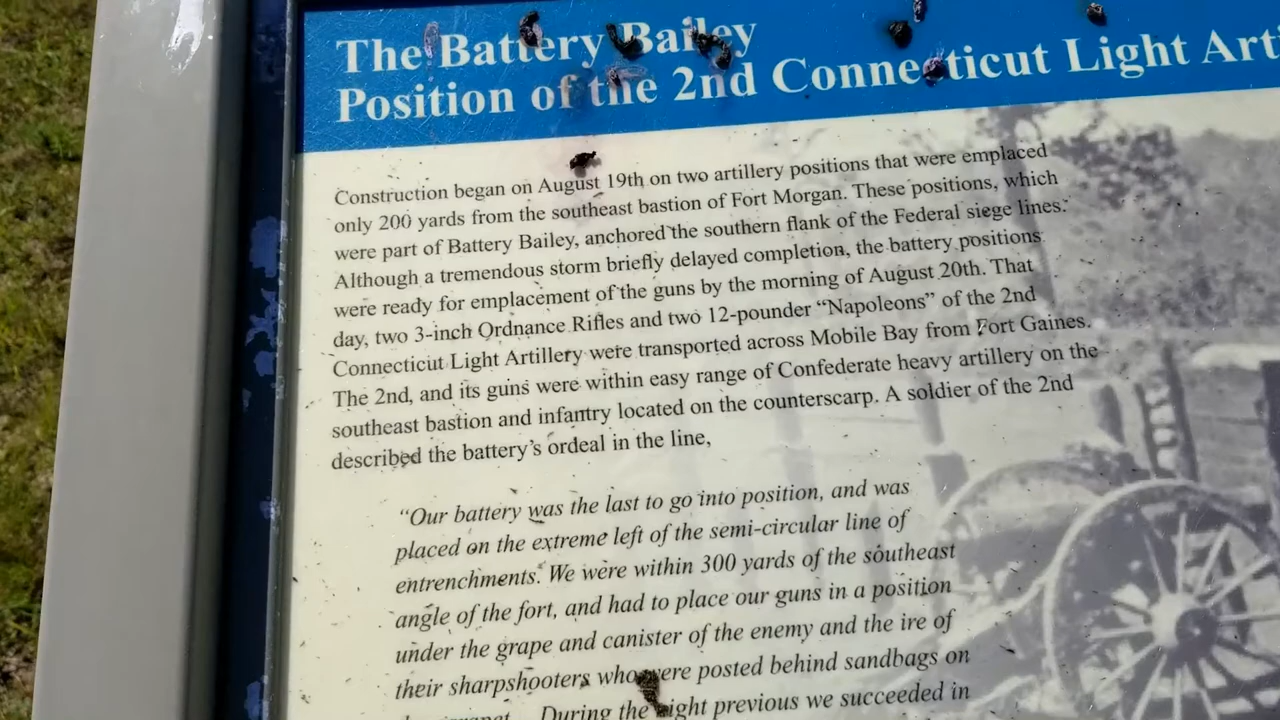 The Battery Bailey
Position of the 2nd Connecticut Light Arti
Construction began on August 19th on two artillery positions that were emplaced
only 200 yards from the southeast bastion of Fort Morgan. These positions, which
were part of Battery Bailey, anchored the southern flank of the Federal siege lines.
Although a tremendous storm briefly delayed completion, the battery positions
were ready for emplacement of the guns by the morning of August 20th. That
day, two 3-inch Ordnance Rifles and two 12-pounder “Napoleons” of the 2nd
Connecticut Light Artillery were transported across Mobile Bay from Fort Gaines.
The 2nd, and its guns were within easy range of Confederate heavy artillery on the
southeast bastion and infantry located on the counterscarp. A soldier of the 2nd
described the battery’s ordeal in the line,
“Our battery was the last to go into position, and was
placed on the extreme left of the semi-circular line of
entrenchments. We were within 300 yards of the southeast
angle of the fort, and had to place our guns in a position
under the grape and canister of the enemy and the ire of
their sharpshooters who were posted behind sandbags on
During the night previous we succeeded in